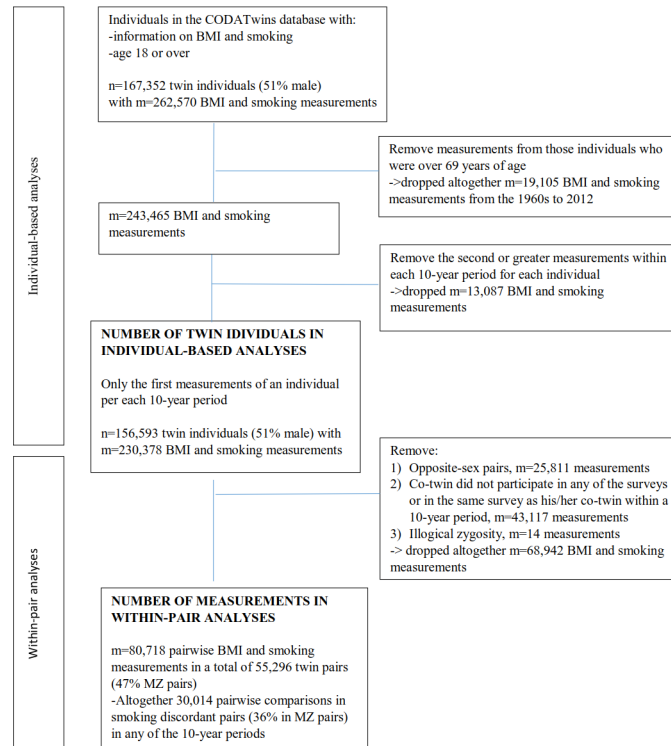 Individuals in the CODATwins database with:
-information on BMI and smoking
-age 18 or over
n=167,352 twin individuals (51% male)
with m=262,570 BMI and smoking measurements
Remove measurements from those individuals who
were over 69 years of age
->dropped altogether m=19,105 BMI and smoking
measurements from the 1960s to 2012
Individual-based analyses
m=243,465 BMI and smoking
measurements
Remove the second or greater measurements within
each 10-year period for each individual
->dropped m=13,087 BMI and smoking
measurements
NUMBER OF TWIN IDIVIDUALS IN
INDIVIDUAL-BASED ANALYSES
Only the first measurements of an individual
per each 10-year period
n=156,593 twin individuals (51% male) with
m=230,378 BMI and smoking measurements
Remove:
1) Opposite-sex pairs, m=25,811 measurements
2) Co-twin did not participate in any of the surveys
or in the same survey as his/her co-twin within a
10-year period, m=43,117 measurements
3) Illogical zygosity, m=14 measurements
-> dropped altogether m=68,942 BMI and smoking
measurements
Within-pair analyses
NUMBER OF MEASUREMENTS IN
WITHIN-PAIR ANALYSES
m=80,718 pairwise BMI and smoking
measurements in a total of 55,296 twin pairs
(47% MZ pairs)
-Altogether 30,014 pairwise comparisons in
smoking discordant pairs (36% in MZ pairs)
in any of the 10-year periods